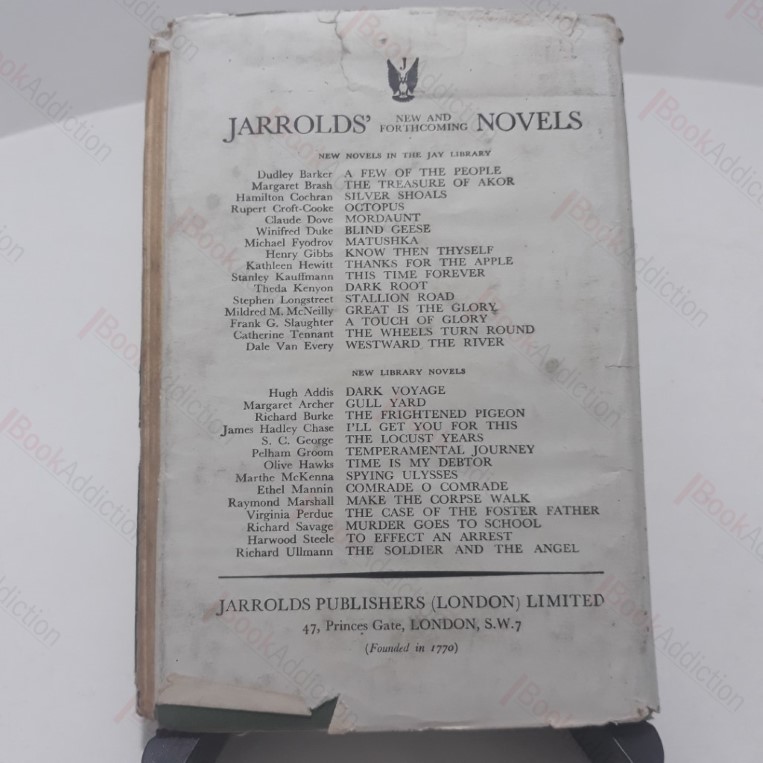 J
JARROLDS' NEW AND FORTHCOMING NOVELS
NEW NOVELS IN THE JAY LIBRARY
Dudley Barker A FEW OF THE PEOPLE
Margaret Brash THE TREASURE OF AKOR
Hamilton Cochran SILVER SHOALS
Rupert Croft-Cooke OCTOPUS
Claude Dove MORDAUNT
Winifred Duke BLIND GEESE
Michael Fyodrov MATUSHKA
Henry Gibbs KNOW THEN THYSELF
Kathleen Hewitt THANKS FOR THE APPLE
Stanley Kauffmann THIS TIME FOREVER
Theda Kenyon DARK ROOT
Stephen Longstreet STALLION ROAD
Mildred M. McNeilly GREAT IS THE GLORY
Frank G. Slaughter A TOUCH OF GLORY
Catherine Tennant THE WHEELS TURN ROUND
Dale Van Every WESTWARD THE RIVER
NEW LIBRARY NOVELS
Hugh Addis DARK VOYAGE
Margaret Archer GULL YARD
Richard Burke THE FRIGHTENED PIGEON
James Hadley Chase I'LL GET YOU FOR THIS
S. C. George THE LOCUST YEARS
Pelham Groom TEMPERAMENTAL JOURNEY
Olive Hawks TIME IS MY DEBTOR
Marthe McKenna SPYING ULYSSES
Ethel Mannin COMRADE O COMRADE
Raymond Marshall MAKE THE CORPSE WALK
Virginia Perdue THE CASE OF THE FOSTER FATHER
Richard Savage MURDER GOES TO SCHOOL
Harwood Steele TO EFFECT AN ARREST
Richard Ullmann THE SOLDIER AND THE ANGEL
JARROLDS PUBLISHERS (LONDON) LIMITED
47, Princes Gate, LONDON, S.W.7
(Founded in 1770)
BookAddiction